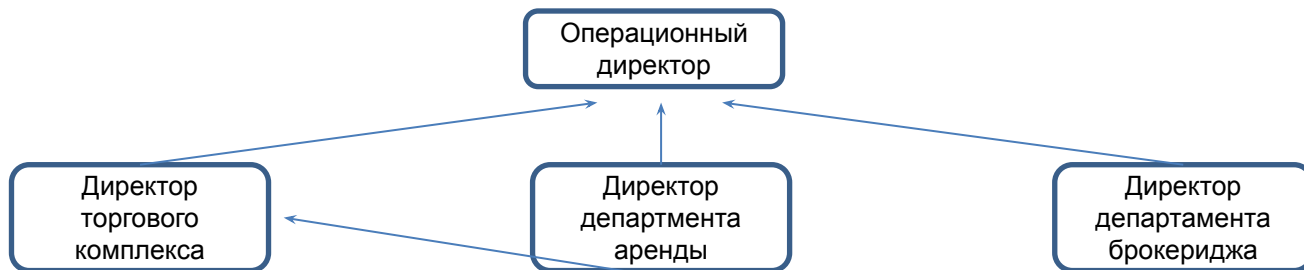 Операционный
директор
Директор
торгового
комплекса
Директор
департмента
аренды
Директор
департамента
брокериджа